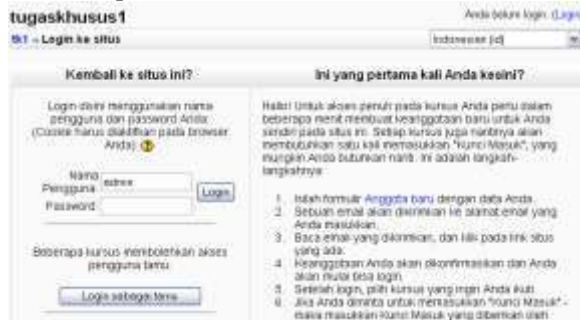 tugaskhusus1
Anda belum login. (Login
tk1 » Login ke situs
Indonesian (id)
Kembali ke situs ini?
Login disini menggunakan nama
pengguna dan password Anda:
(Cookie harus diaktifkan pada browser
Anda)
Nama
Pengguna
Login
Password
Beberapa kursus membolehkan akses
pengguna tamu
Login sebagai tamu
Ini yang pertama kali Anda kesini?
Hallo! Untuk akses penuh pada kursus Anda perlu dalam
beberapa menit membuat keanggotaan baru untuk Anda
sendiri pada situs ini. Setiap kursus juga nantinya akan
membutuhkan satu kali memasukkan "Kunci Masuk", yang
mungkin Anda butuhkan nanti. Ini adalah langkah-
langkahnya:
1. Isilah formulir Anggota baru dengan data Anda.
2. Sebuah email akan dikirimkan ke alamat email yang
Anda masukkan.
3. Baca email yang dikirimkan, dan klik pada link situs
yang ada.
4. Keanggotaan Anda akan dikonfirmasikan dan Anda
akan mulai bisa login.
5. Setelah login, pilih kursus yang ingin Anda ikuti.
6. Jika Anda diminta untuk memasukkan "Kunci Masuk" -
maka masukkan Kunci Masuk yang diberikan oleh